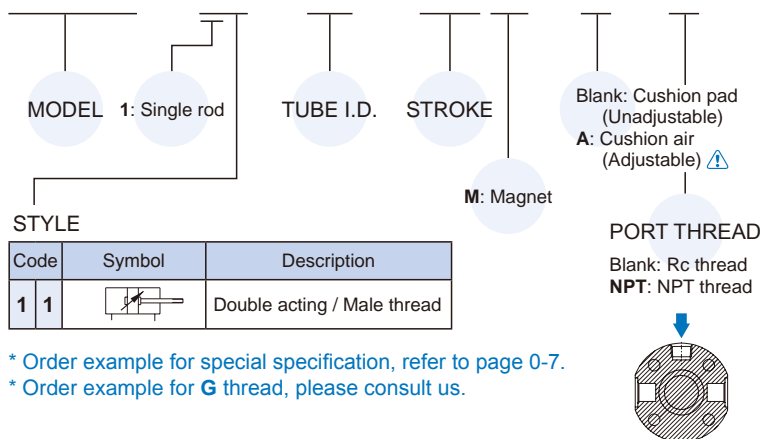 MODEL
1: Single rod
TUBE I.D.
STROKE
Blank: Cushion pad
(Unadjustable)
A: Cushion air
(Adjustable)
M: Magnet
STYLE
Code Symbol Description
1 1 Double acting / Male thread
PORT THREAD
Blank: Rc thread
NPT: NPT thread
* Order example for special specification, refer to page 0-7.
* Order example for G thread, please consult us.